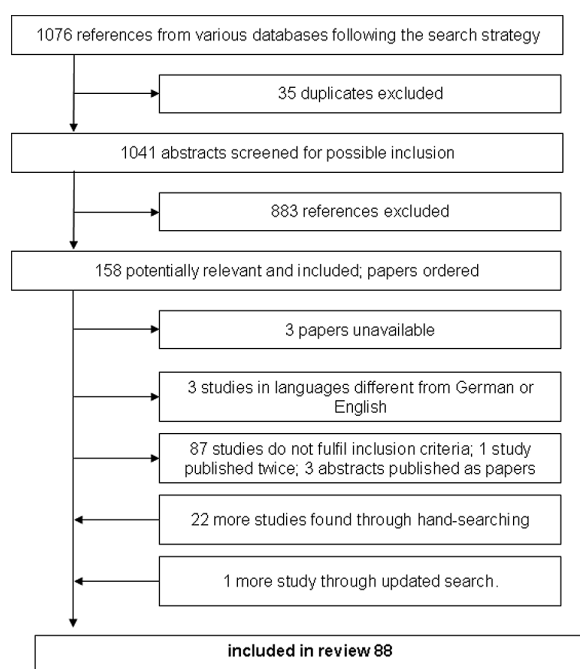 1076 references from various databases following the search strategy
35 duplicates excluded
1041 abstracts screened for possible inclusion
883 references excluded
158 potentially relevant and included; papers ordered
3 papers unavailable
3 studies in languages different from German or
English
87 studies do not fulfil inclusion criteria; 1 study
published twice; 3 abstracts published as papers
22 more studies found through hand-searching
1 more study through updated search.
included in review 88